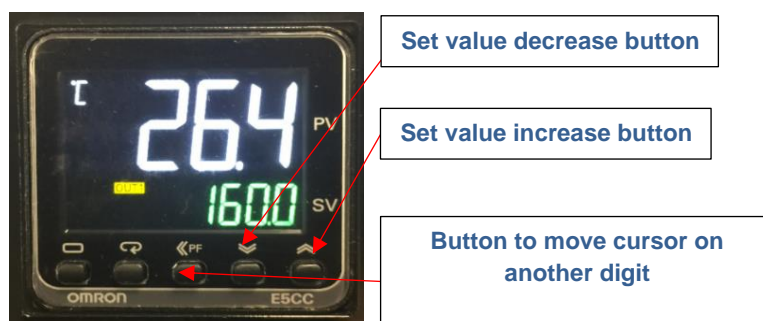 Set value decrease button
℃
26.4
PV
Set value increase button
OUT1
160.0
SV
PF
Button to move cursor on
another digit
OMRON
E5CC